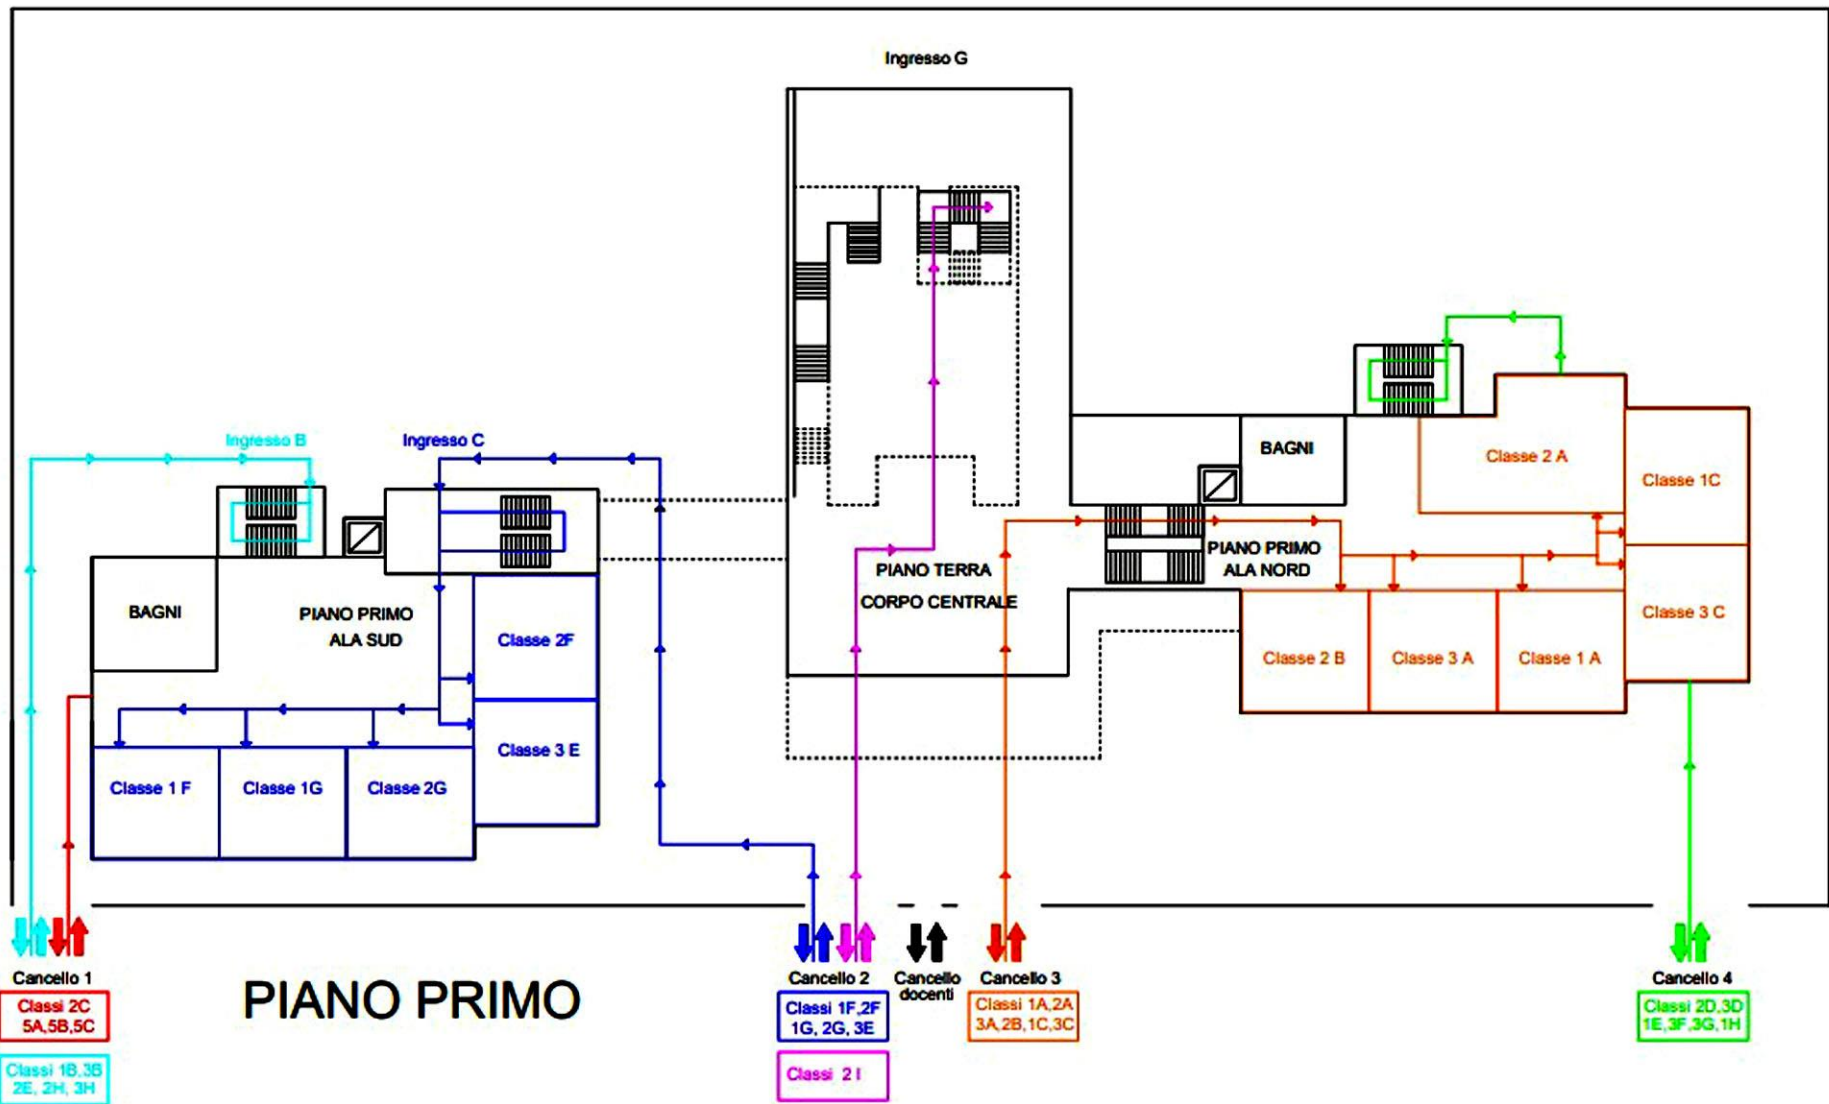 Ingresso G
Ingresso B
Ingresso C
BAGNI
Classe 2 A
Classe 1C
PIANO PRIMO
ALA NORD
PIANO TERRA
CORPO CENTRALE
BAGNI
PIANO PRIMO
ALA SUD
Classe 2F
Classe 3 C
Classe 2 B
Classe 3 A
Classe 1 A
Classe 3 E
Classe 1 F
Classe 1G
Classe 2G
Cancello 1
Classi 2C
5A,5B,5C
Classi 1B,3B
2E, 2H, 3H
PIANO PRIMO
Cancello 2
Classi 1F,2F
1G, 2G, 3E
Classi 2 I
Cancello
docenti
Cancello 3
Classi 1A,2A
3A,2B,1C,3C
Cancello 4
Classi 2D,3D
1E,3F,3G,1H